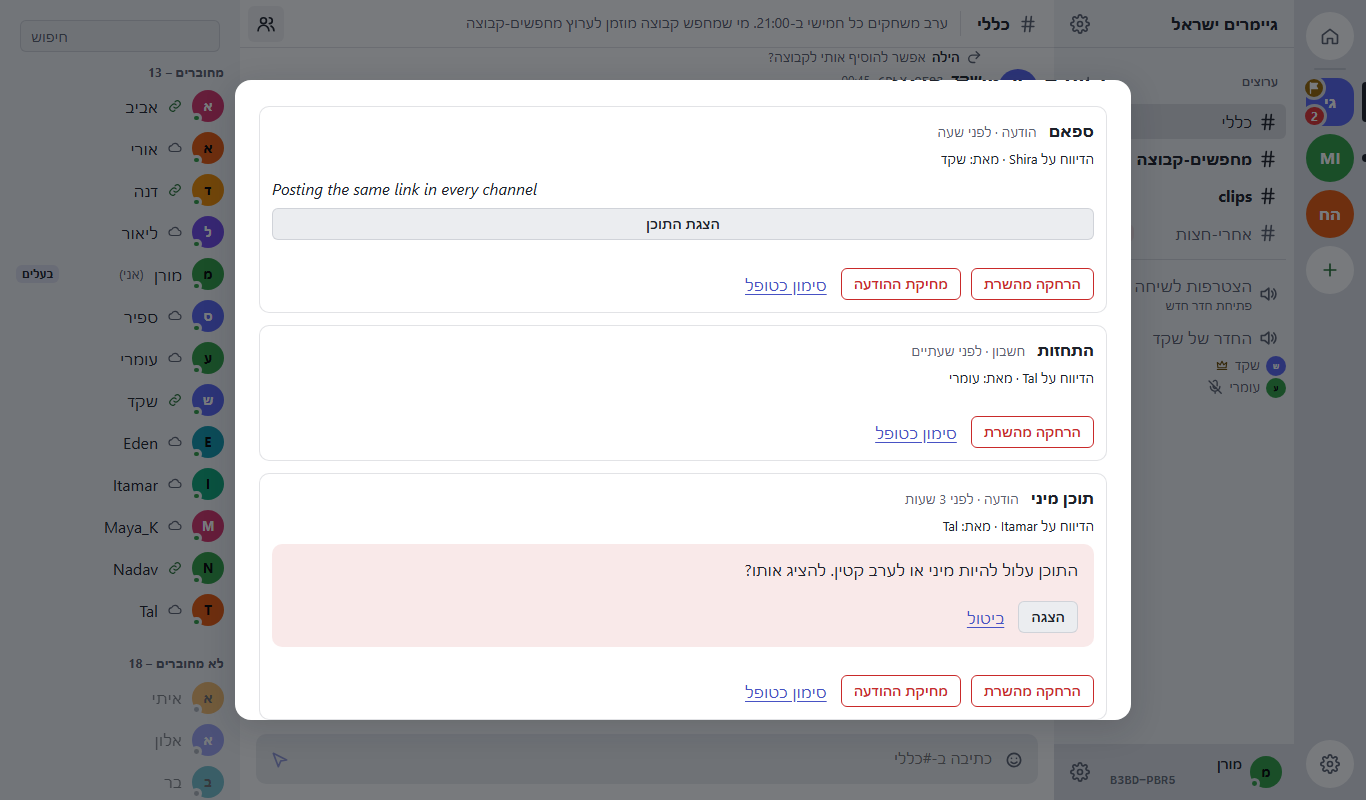 גיימרים ישראל
ערוצים
# כללי
# מחפשים-קבוצה
# clips
# אחרי-חצות
הצטרפות לשיחה
פתיחת חדר חדש
החדר של שקד
ש שקד
ע עומרי
גי
2
MI
הח
+
מ מורן
B3BD-PBR5
# כללי
ערב משחקים כל חמישי ב-21:00. מי שמחפש קבוצה מוזמן לערוץ מחפשים-קבוצה
הילה אפשר להוסיף אותי לקבוצה?
ספאם הודעה · לפני שעה
הדיווח על Shira · מאת: שקד
Posting the same link in every channel
הצגת התוכן
הרחקה מהשרת
מחיקת ההודעה
סימון כטופל
התחזות חשבון · לפני שעתיים
הדיווח על Tal · מאת: עומרי
הרחקה מהשרת
סימון כטופל
תוכן מיני הודעה · לפני 3 שעות
הדיווח על Itamar · מאת: Tal
התוכן עלול להיות מיני או לערב קטין. להציג אותו?
הצגה
ביטול
הרחקה מהשרת
מחיקת ההודעה
סימון כטופל
כתיבה ב-#כללי
חיפוש
מחוברים – 13
א אביב
א אורי
ד דנה
ל ליאור
מ מורן (אני) בעלים
ס ספיר
ע עומרי
ש שקד
E Eden
I Itamar
M Maya_K
N Nadav
T Tal
לא מחוברים – 18
א איתי
א אלון
ב בר